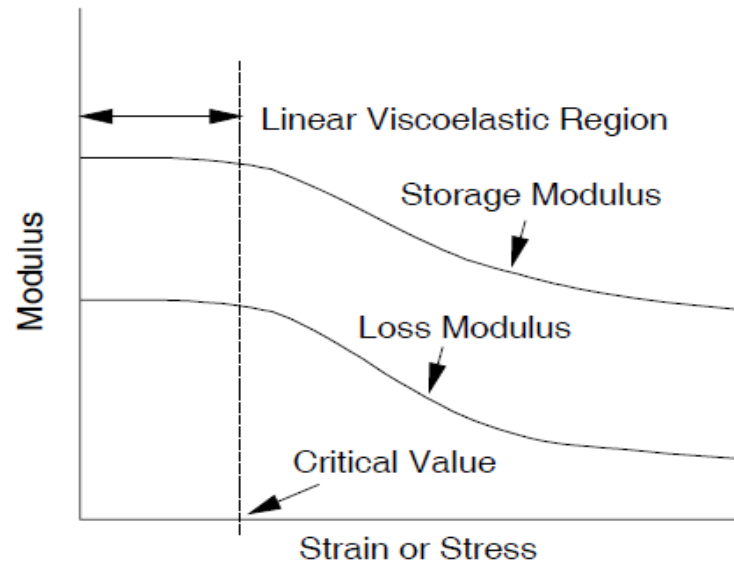 Linear Viscoelastic Region
Storage Modulus
Modulus
Loss Modulus
Critical Value
Strain or Stress